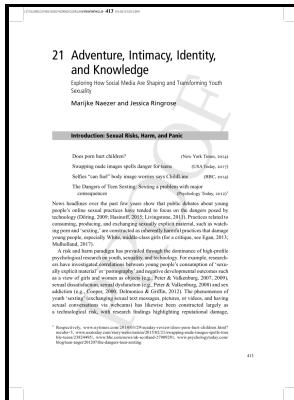 413
21 Adventure, Intimacy, Identity,
and Knowledge
Exploring How Social Media Are Shaping and Transforming Youth
Sexuality
Marijke Naezer and Jessica Ringrose
Introduction: Sexual Risks, Harm, and Panic
Does porn hurt children? (New York Times, 2014)
Swapping nude images spells danger for teens (USA Today, 2017)
Selfies "can fuel" body image worries says ChildLine (BBC, 2014)
The Dangers of Teen Sexting: Sexting a problem with major
consequences (Psychology Today, 2012)¹
News headlines over the past few years show that public debates about young
people's online sexual practices have tended to focus on the dangers posed by
technology (Döring, 2009; Hasinoff, 2015; Livingstone, 2013). Practices related to
consuming, producing, and exchanging sexually explicit material, such as watch-
ing porn and 'sexting,' are constructed as inherently harmful practices that damage
young people, especially White, middle-class girls (for a critique, see Egan, 2013;
Mulholland, 2017).
A risk and harm paradigm has prevailed through the dominance of high-profile
psychological research on youth, sexuality, and technology. For example, research-
ers have investigated correlations between young people's consumption of 'sexu-
ally explicit material' or 'pornography' and negative developmental outcomes such
as a view of girls and women as objects (e.g., Peter & Valkenburg, 2007, 2009),
sexual dissatisfaction, sexual dysfunction (e.g., Peter & Valkenburg, 2008) and sex
addiction (e.g., Cooper, 2000; Delmonico & Griffin, 2012). The phenomenon of
youth 'sexting' (exchanging sexual text messages, pictures, or videos, and having
sexual conversations via webcams) has likewise been constructed largely as
a technological risk, with research findings highlighting reputational damage,
413